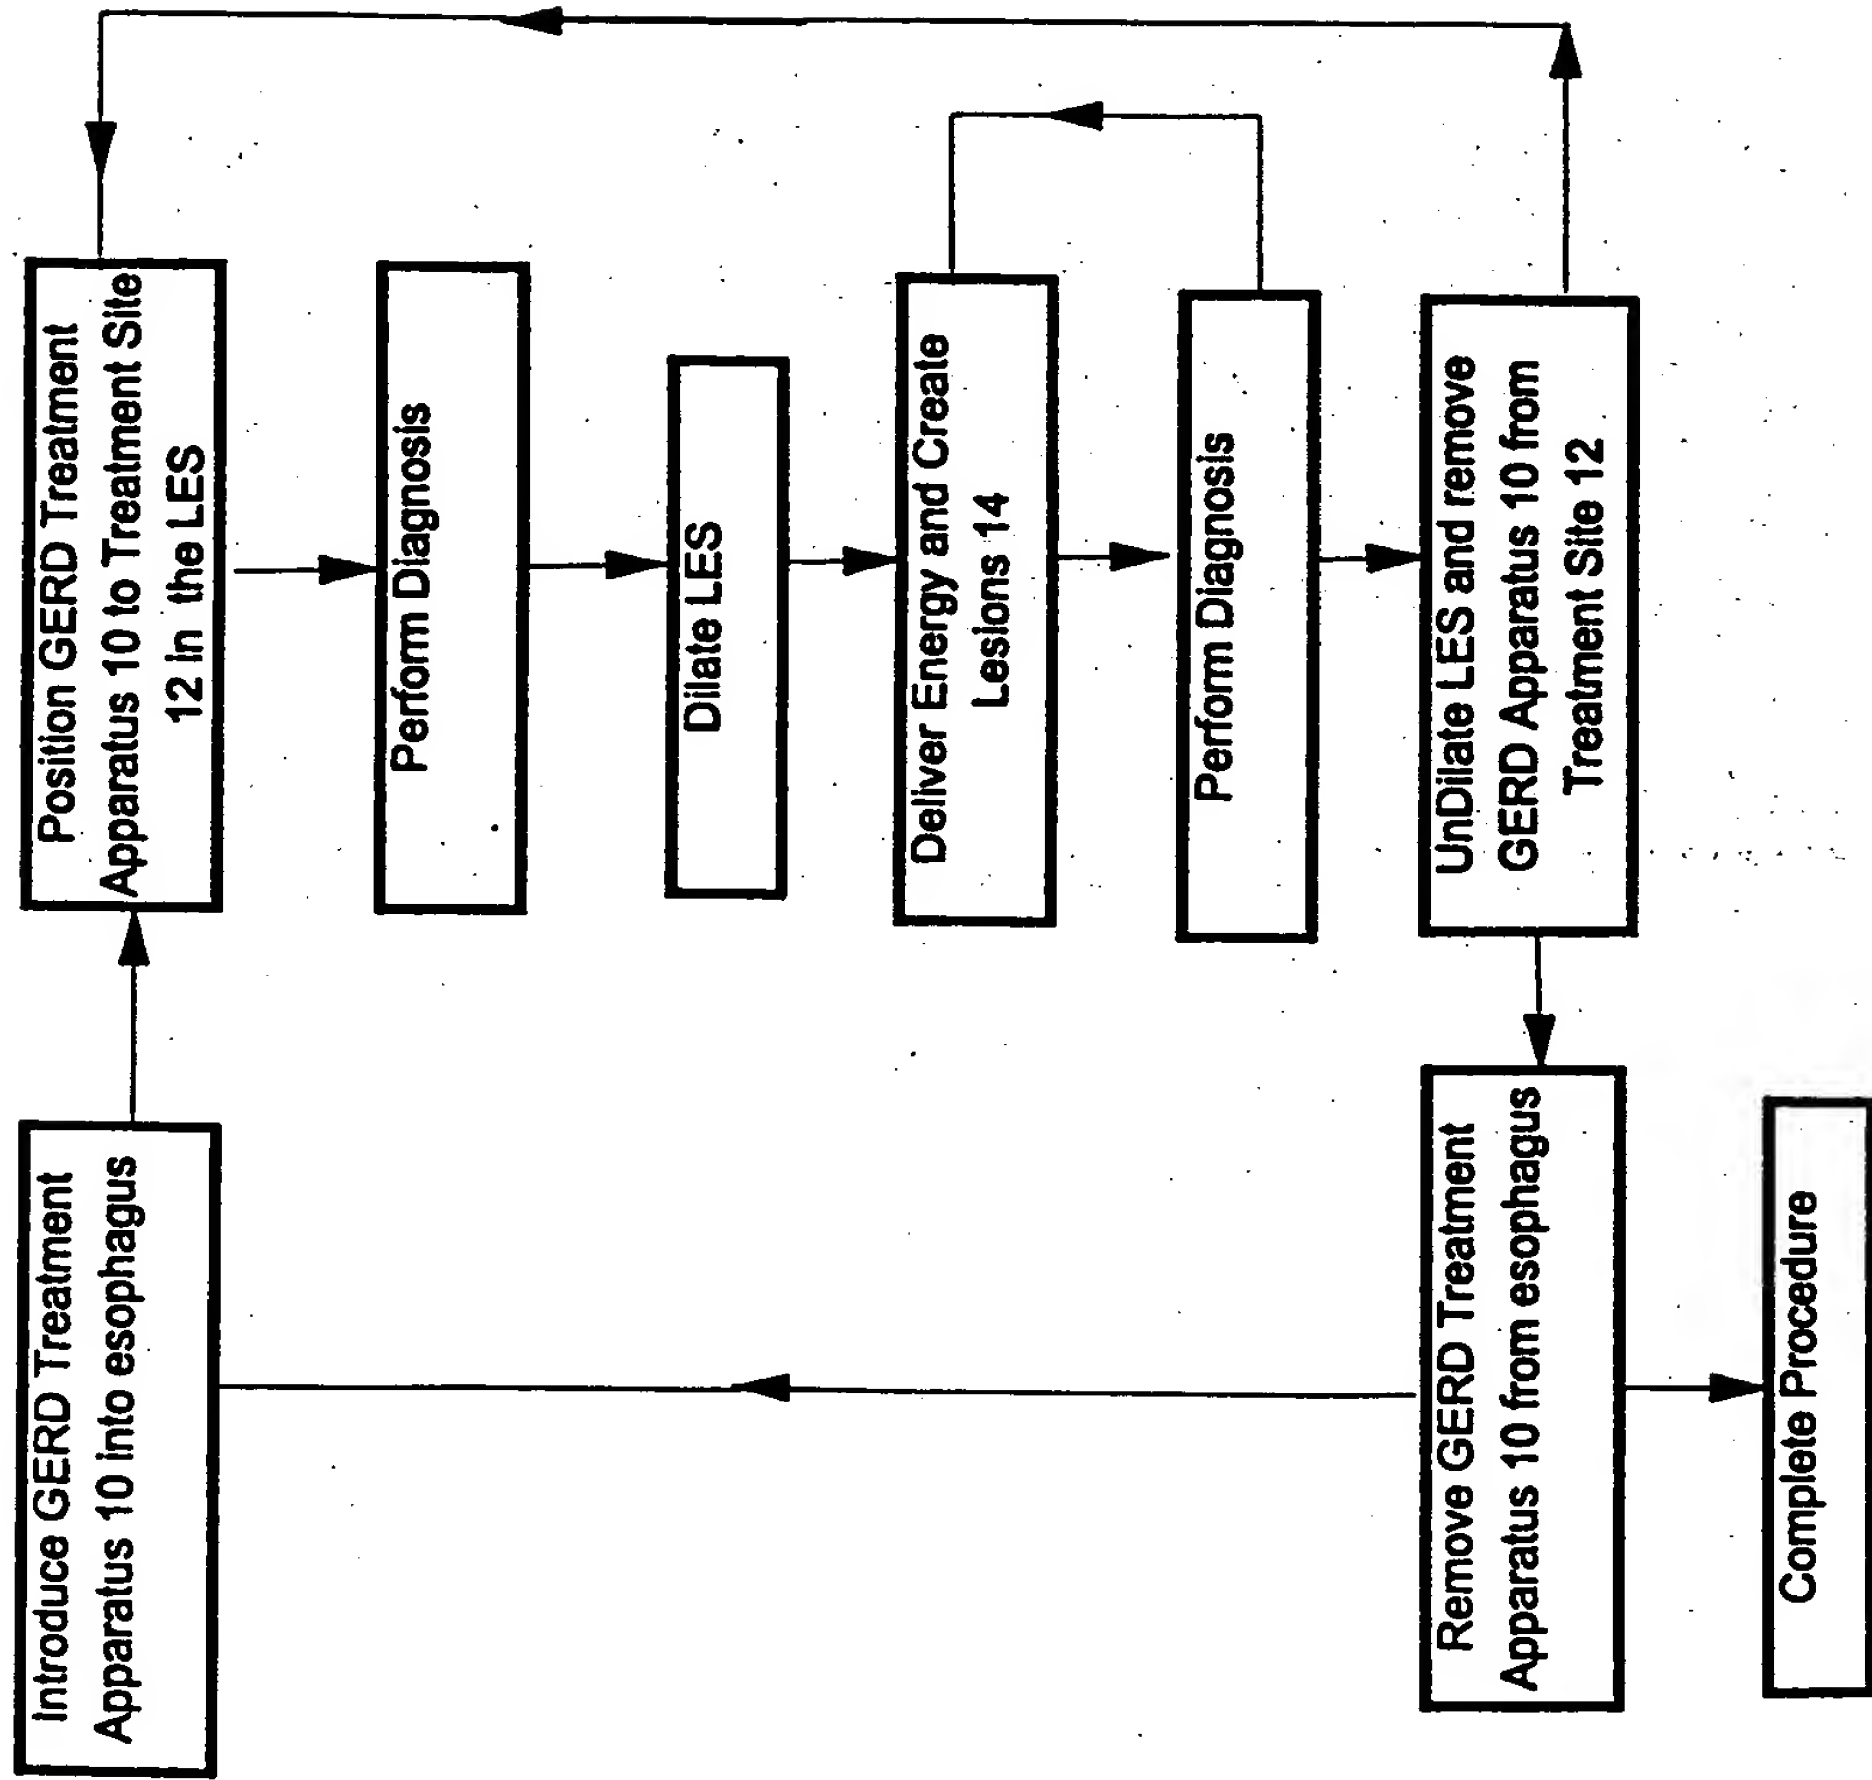 Introduce GERD Treatment
Apparatus 10 into esophagus
Position GERD Treatment
Apparatus 10 to Treatment Site
12 in the LES
Perform Diagnosis
Dilate LES
Deliver Energy and Create
Lesions 14
Perform Diagnosis
UnDilate LES and remove
GERD Apparatus 10 from
Treatment Site 12
Remove GERD Treatment
Apparatus 10 from esophagus
Complete Procedure